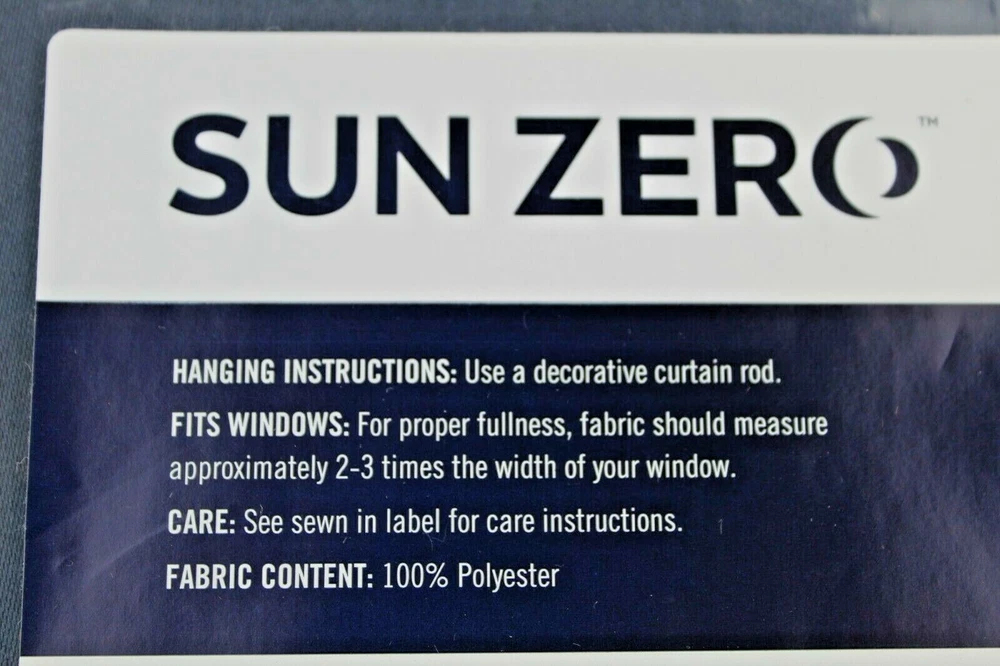 SUN ZERO™
HANGING INSTRUCTIONS: Use a decorative curtain rod.
FITS WINDOWS: For proper fullness, fabric should measure
approximately 2-3 times the width of your window.
CARE: See sewn in label for care instructions.
FABRIC CONTENT: 100% Polyester